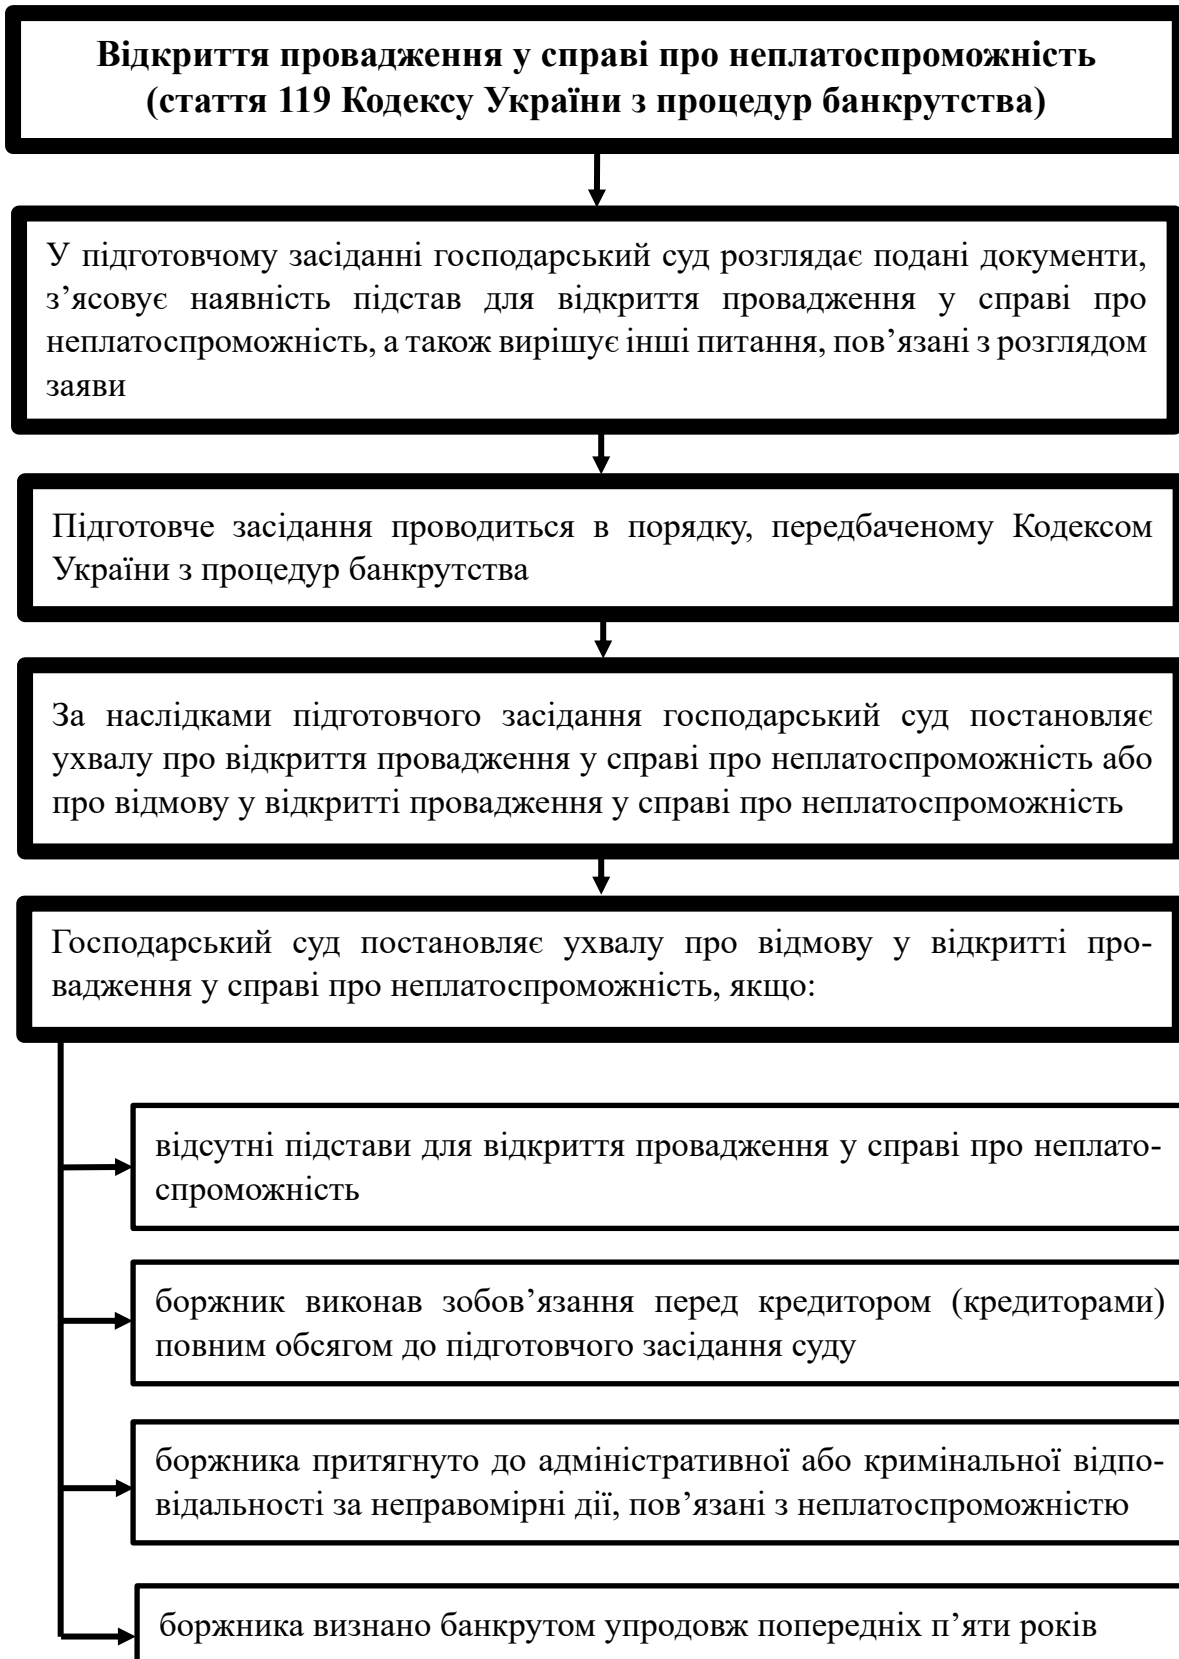 Відкриття провадження у справі про неплатоспроможність
(стаття 119 Кодексу України з процедур банкрутства)
У підготовчому засіданні господарський суд розглядає подані документи,
з’ясовує наявність підстав для відкриття провадження у справі про
неплатоспроможність, а також вирішує інші питання, пов’язані з розглядом
заяви
Підготовче засідання проводиться в порядку, передбаченому Кодексом
України з процедур банкрутства
За наслідками підготовчого засідання господарський суд постановляє
ухвалу про відкриття провадження у справі про неплатоспроможність або
про відмову у відкритті провадження у справі про неплатоспроможність
Господарський суд постановляє ухвалу про відмову у відкритті про-
вадження у справі про неплатоспроможність, якщо:
відсутні підстави для відкриття провадження у справі про неплато-
спроможність
боржник виконав зобов’язання перед кредитором (кредиторами)
повним обсягом до підготовчого засідання суду
боржника притягнуто до адміністративної або кримінальної відпо-
відальності за неправомірні дії, пов’язані з неплатоспроможністю
боржника визнано банкрутом упродовж попередніх п’яти років